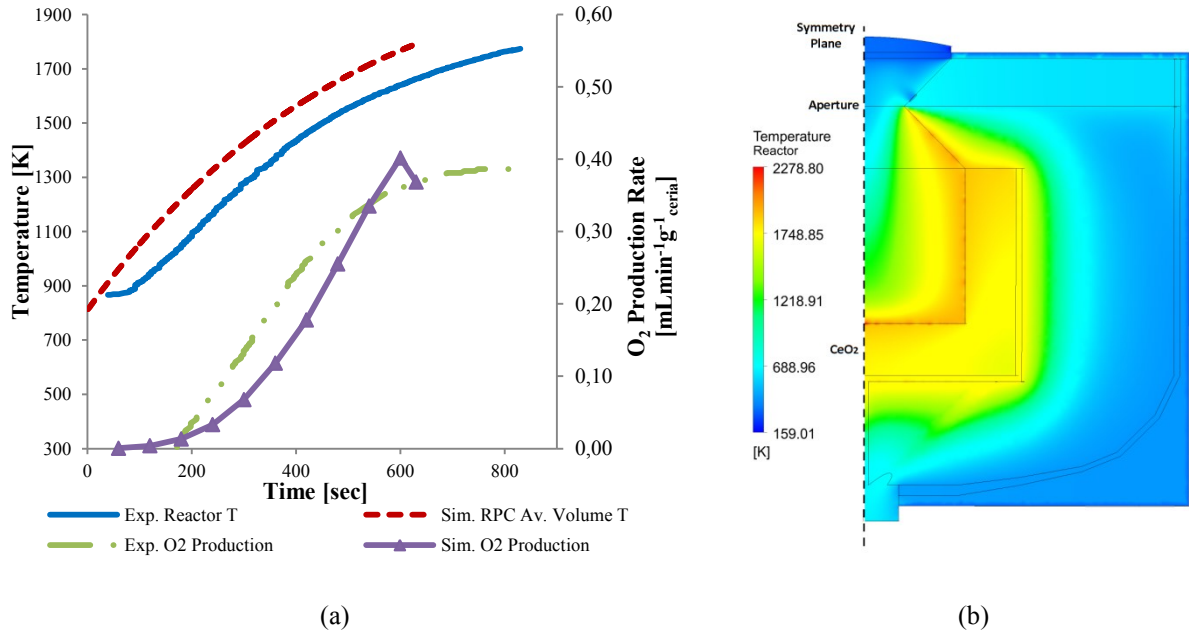 1900
1700
1500
1300
1100
900
700
500
300
Temperature [K]
0,60
0,50
0,40
0,30
0,20
0,10
0,00
O2 Production Rate
[mLmin-1g-1ceria]
0
200
400
600
800
Time [sec]
Exp. Reactor T
Sim. RPC Av. Volume T
Exp. O2 Production
Sim. O2 Production
(a)
Symmetry
Plane
Aperture
Temperature
Reactor
2278.80
1748.85
1218.91
688.96
159.01
[K]
CeO2
(b)